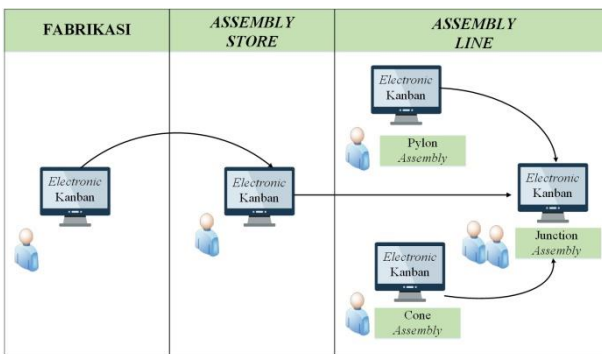 FABRIKASI
ASSEMBLY
STORE
ASSEMBLY
LINE
Electronic
Kanban
Pylon
Assembly
Electronic
Kanban
Electronic
Kanban
Electronic
Kanban
Junction
Assembly
Electronic
Kanban
Cone
Assembly